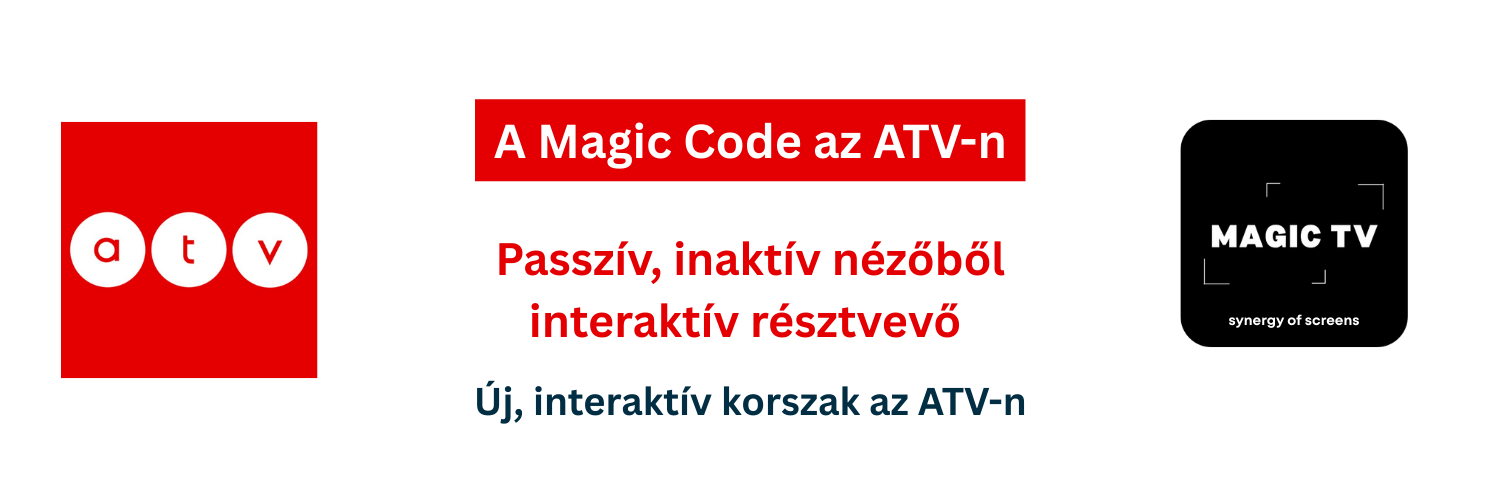 atv
A Magic Code az ATV-n
Passzív, inaktív nézőből
interaktív résztvevő
Új, interaktív korszak az ATV-n
MAGIC TV
synergy of screens